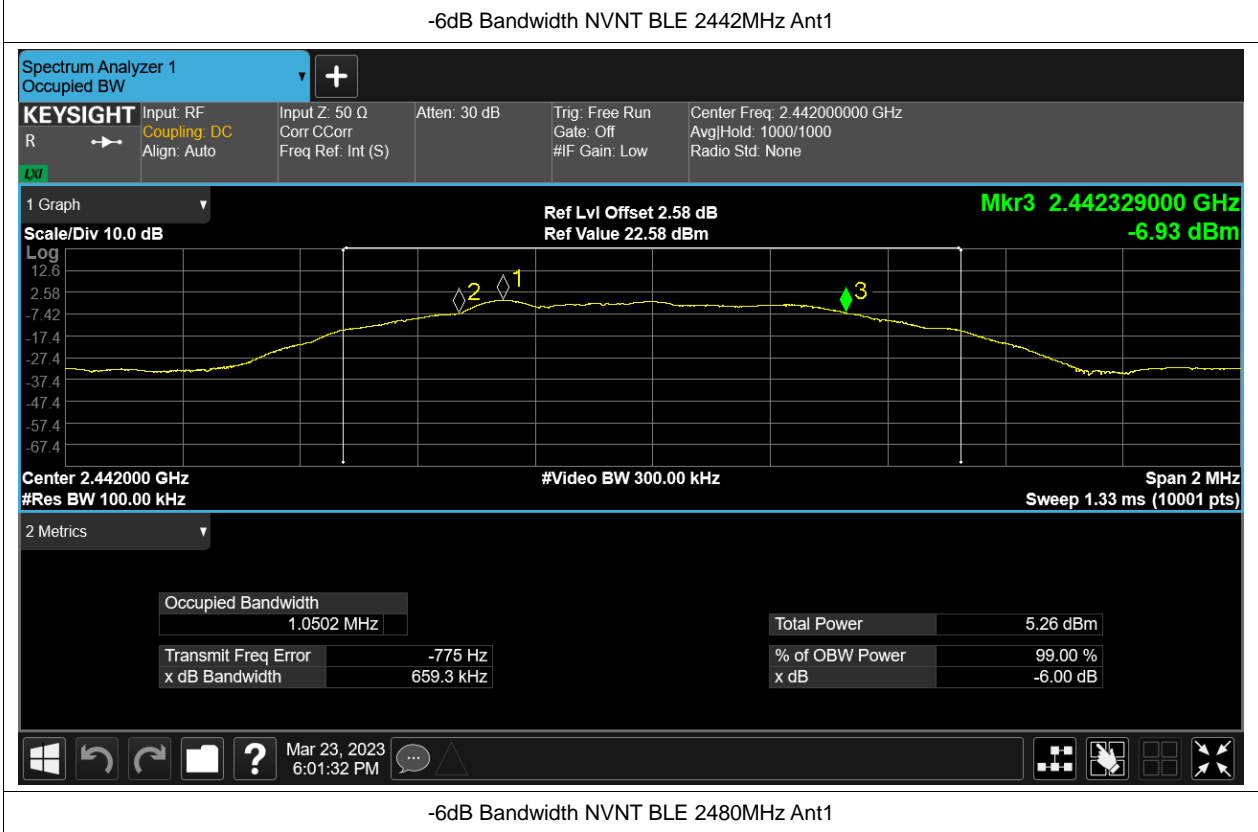 -6dB Bandwidth NVNT BLE 2442MHz Ant1
Spectrum Analyzer 1
Occupied BW
KEYSIGHT
R
LXI
Input: RF
Coupling: DC
Align: Auto
Input Z: 50 Ω
Corr CCorr
Freq Ref: Int (S)
Atten: 30 dB
Trig: Free Run
Gate: Off
#IF Gain: Low
Center Freq: 2.442000000 GHz
Avg|Hold: 1000/1000
Radio Std: None
1 Graph
Scale/Div 10.0 dB
Ref Lvl Offset 2.58 dB
Ref Value 22.58 dBm
Mkr3 2.442329000 GHz
-6.93 dBm
Log
12.6
2.58
-7.42
-17.4
-27.4
-37.4
-47.4
-57.4
-67.4
2
1
3
Center 2.442000 GHz
#Res BW 100.00 kHz
#Video BW 300.00 kHz
Span 2 MHz
Sweep 1.33 ms (10001 pts)
2 Metrics
Occupied Bandwidth
1.0502 MHz
Transmit Freq Error -775 Hz
x dB Bandwidth 659.3 kHz
Total Power 5.26 dBm
% of OBW Power 99.00 %
x dB -6.00 dB
?
Mar 23, 2023
6:01:32 PM
-6dB Bandwidth NVNT BLE 2480MHz Ant1